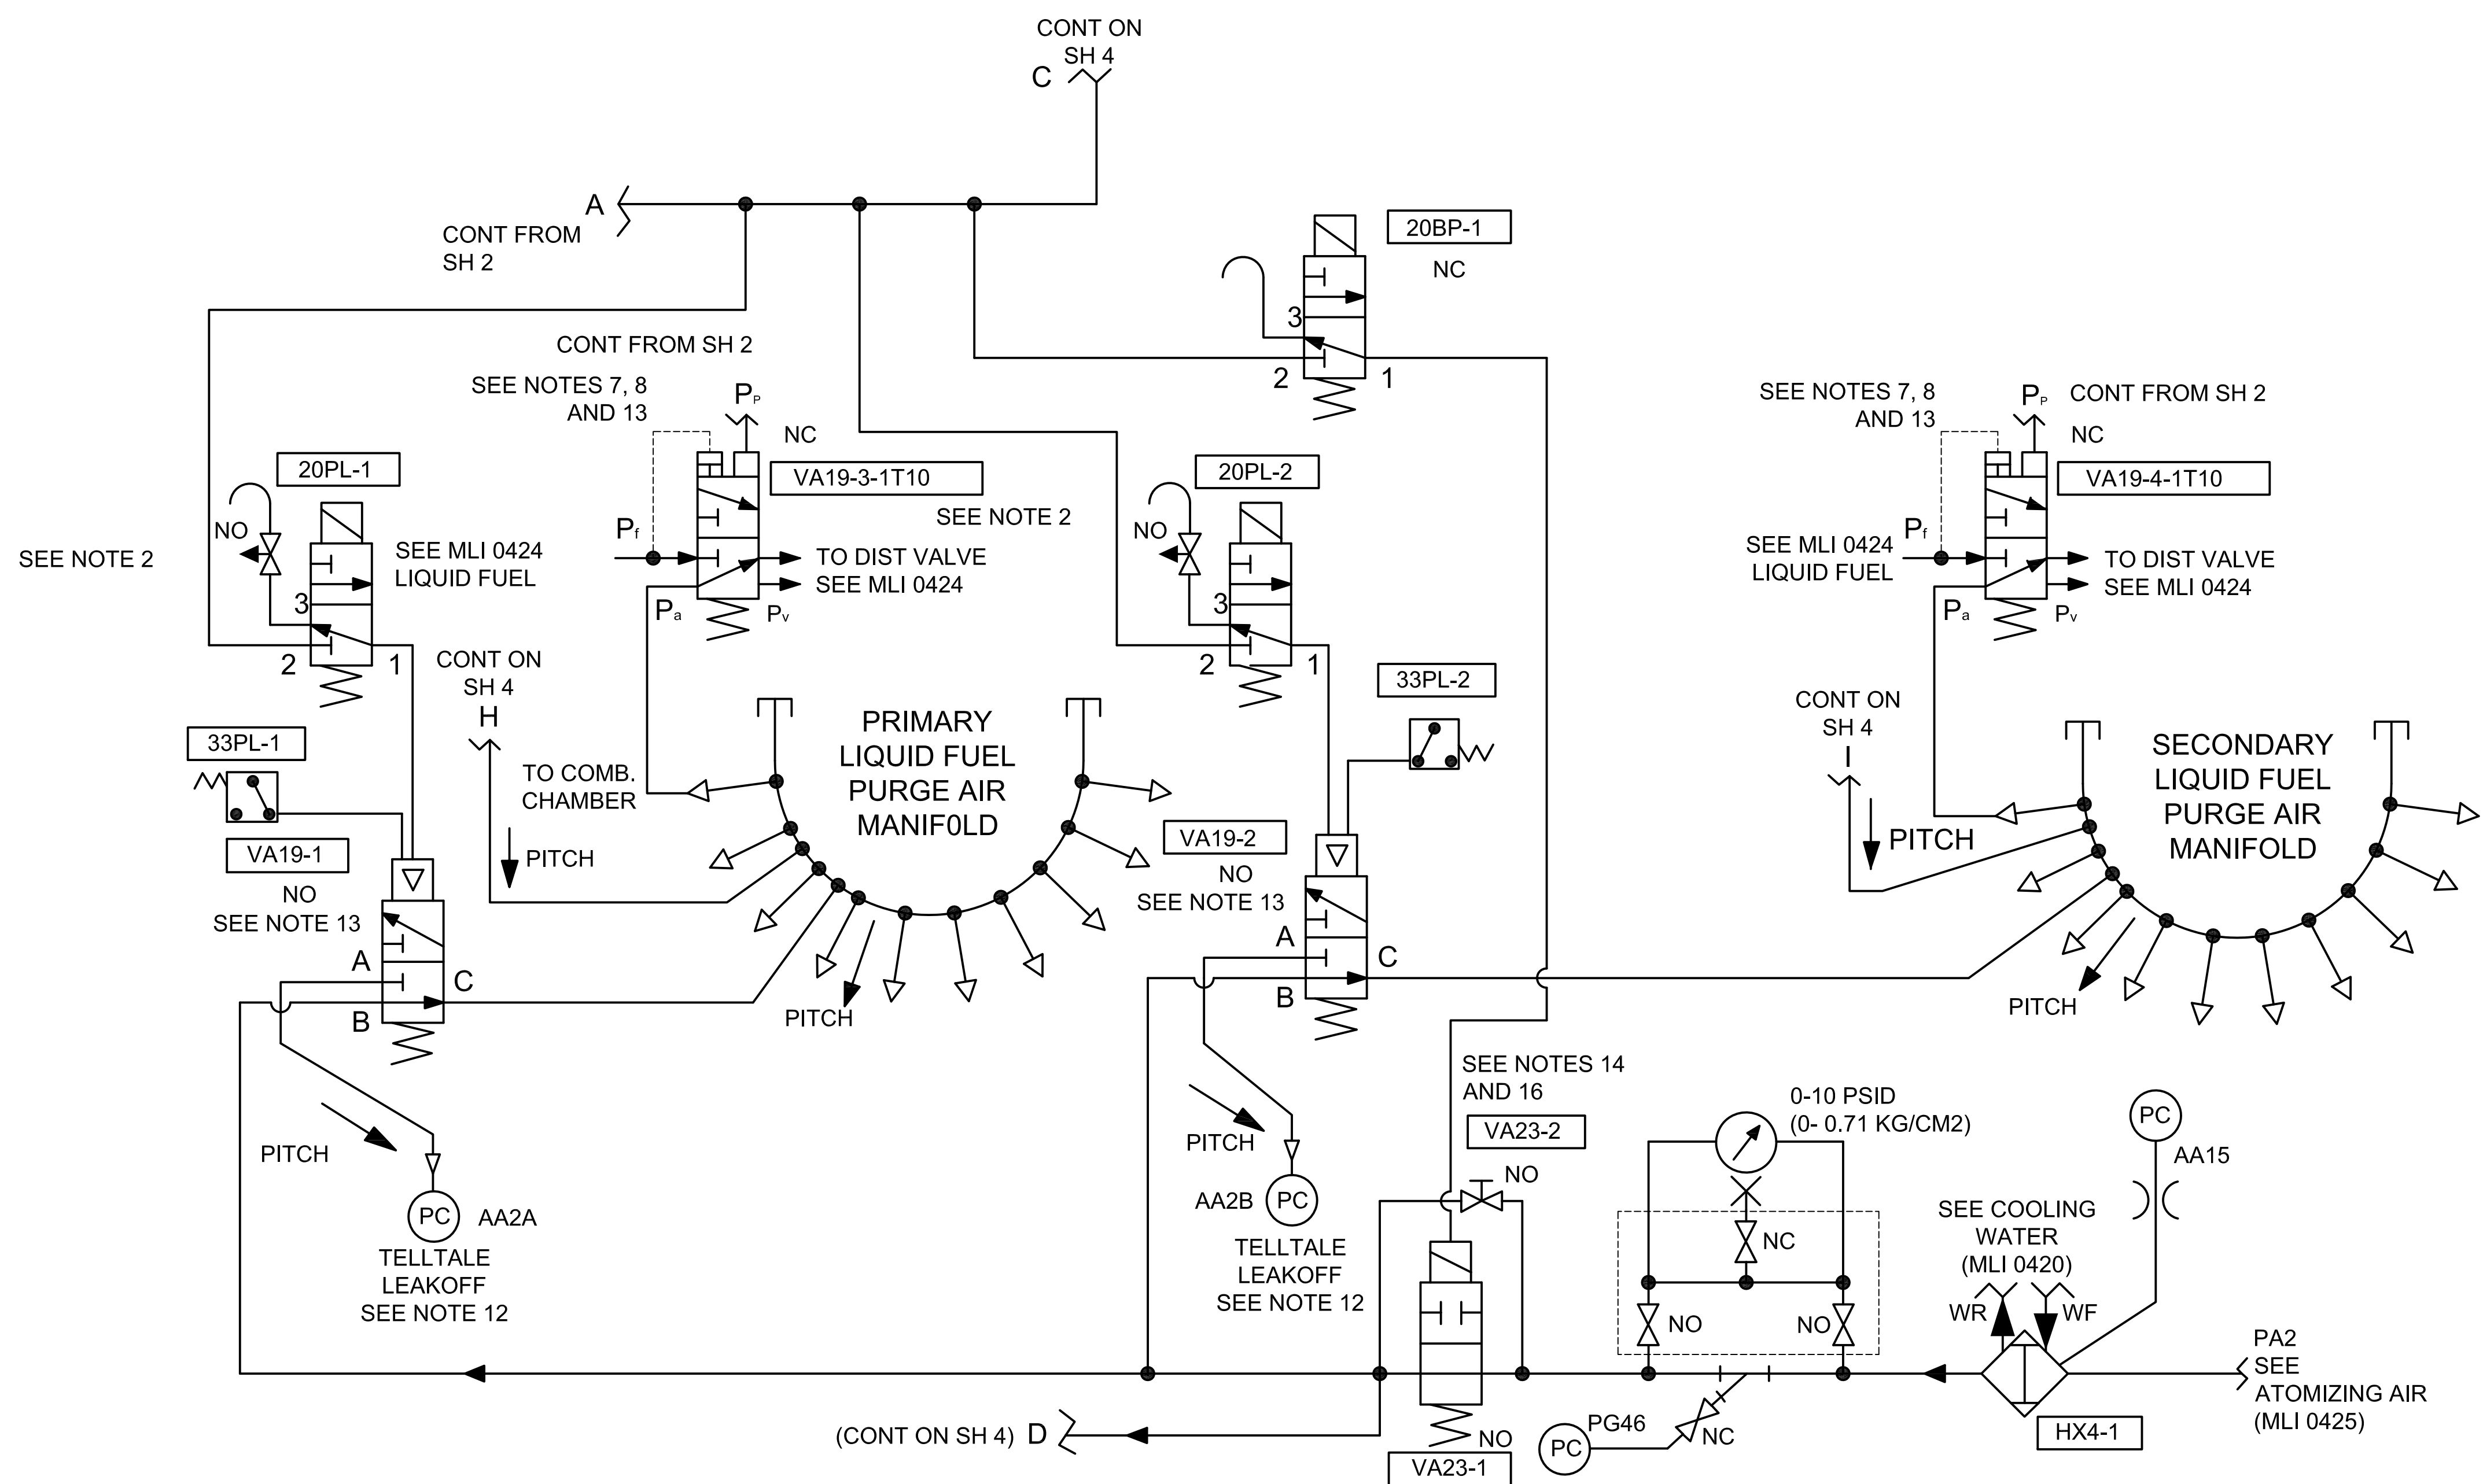 CONT ON
SH 4
C
A
CONT FROM
SH 2
20BP-1
NC
3
2
1
CONT FROM SH 2
SEE NOTES 7, 8
AND 13
PP
NC
VA19-3-1T10
SEE NOTE 2
Pf
TO DIST VALVE
SEE MLI 0424
Pa
Pv
20PL-1
NO
SEE NOTE 2
SEE MLI 0424
LIQUID FUEL
3
2
1
20PL-2
NO
3
2
1
SEE NOTES 7, 8
AND 13
PP
CONT FROM SH 2
NC
VA19-4-1T10
Pf
SEE MLI 0424
LIQUID FUEL
TO DIST VALVE
SEE MLI 0424
Pa
Pv
CONT ON
SH 4
H
33PL-1
VA19-1
NO
SEE NOTE 13
TO COMB.
CHAMBER
PITCH
PRIMARY
LIQUID FUEL
PURGE AIR
MANIF0LD
PITCH
A
B
C
33PL-2
VA19-2
NO
SEE NOTE 13
A
B
C
CONT ON
SH 4
I
PITCH
SECONDARY
LIQUID FUEL
PURGE AIR
MANIFOLD
PITCH
PITCH
PC
AA2A
TELLTALE
LEAKOFF
SEE NOTE 12
PITCH
AA2B
PC
TELLTALE
LEAKOFF
SEE NOTE 12
SEE NOTES 14
AND 16
VA23-2
NO
0-10 PSID
(0- 0.71 KG/CM2)
NC
NO
NO
PC
AA15
SEE COOLING
WATER
(MLI 0420)
WR
WF
PA2
SEE
ATOMIZING AIR
(MLI 0425)
HX4-1
(CONT ON SH 4)
D
NO
VA23-1
PC
PG46
NC